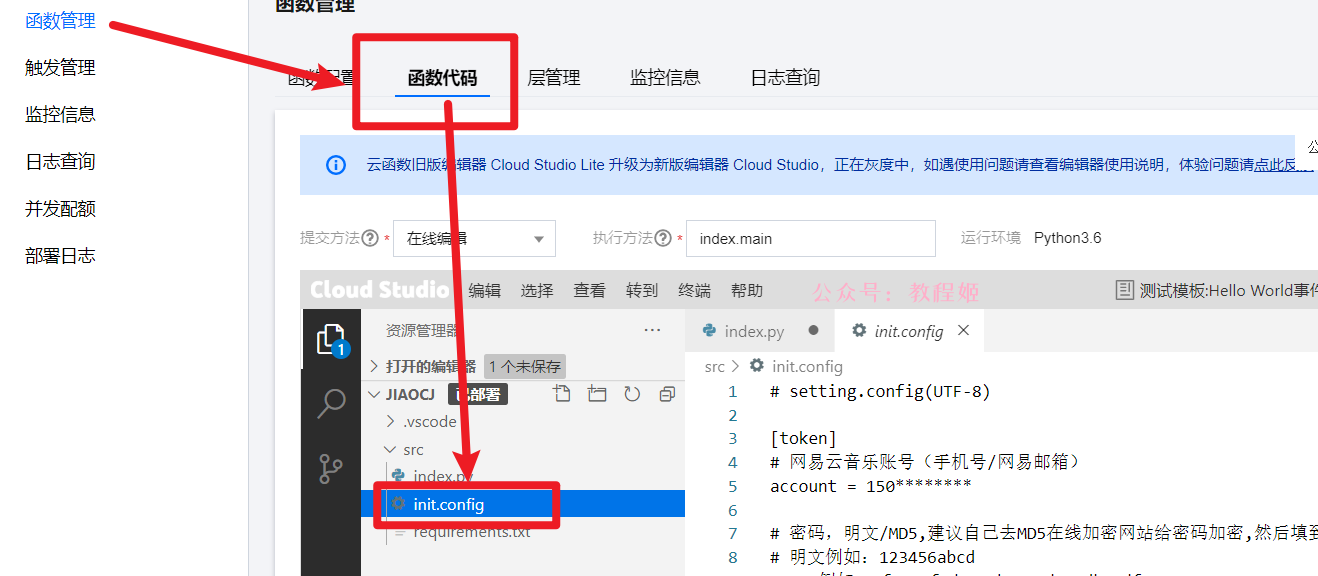 函数管理
函数管理
触发管理
监控信息
日志查询
并发配额
部署日志
函数配置 函数代码 层管理 监控信息 日志查询
云函数旧版编辑器 Cloud Studio Lite 升级为新版编辑器 Cloud Studio，正在灰度中，如遇使用问题请查看编辑器使用说明，体验问题请点此反
公
提交方法 * 在线编辑 执行方法 * index.main 运行环境 Python3.6
Cloud Studio 编辑 选择 查看 转到 终端 帮助 公众号：教程姬 测试模板:Hello World事件
1
资源管理器 ···
打开的编辑器 1 个未保存
JIAOCJ 已部署
.vscode
src
index.py
init.config
requirements.txt
index.py init.config
src init.config
1 # setting.config(UTF-8)
2
3 [token]
4 # 网易云音乐账号（手机号/网易邮箱）
5 account = 150********
6
7 # 密码，明文/MD5,建议自己去MD5在线加密网站给密码加密,然后填到
8 # 明文例如：123456abcd